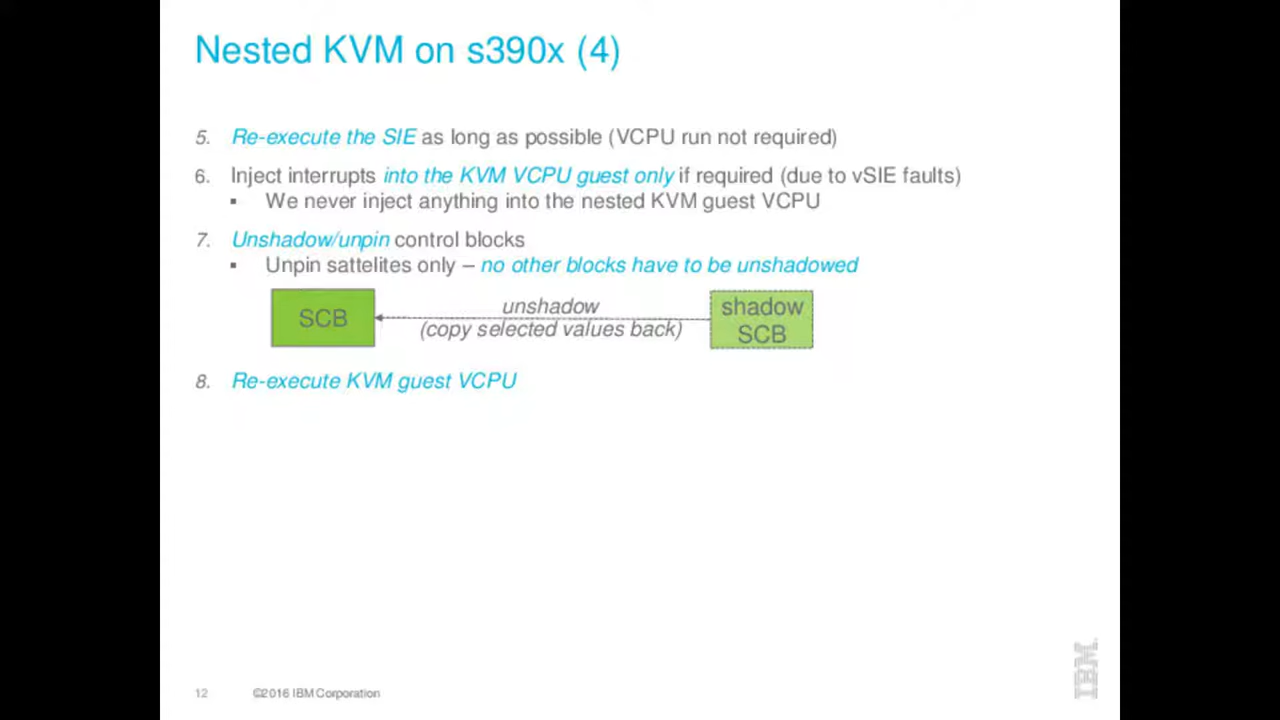 Nested KVM on s390x (4)
5. Re-execute the SIE as long as possible (VCPU run not required)
6. Inject interrupts into the KVM VCPU guest only if required (due to vSIE faults)
▪ We never inject anything into the nested KVM guest VCPU
7. Unshadow/unpin control blocks
▪ Unpin sattelites only – no other blocks have to be unshadowed
SCB
unshadow
(copy selected values back)
shadow
SCB
8. Re-execute KVM guest VCPU
12
©2016 IBM Corporation
IBM